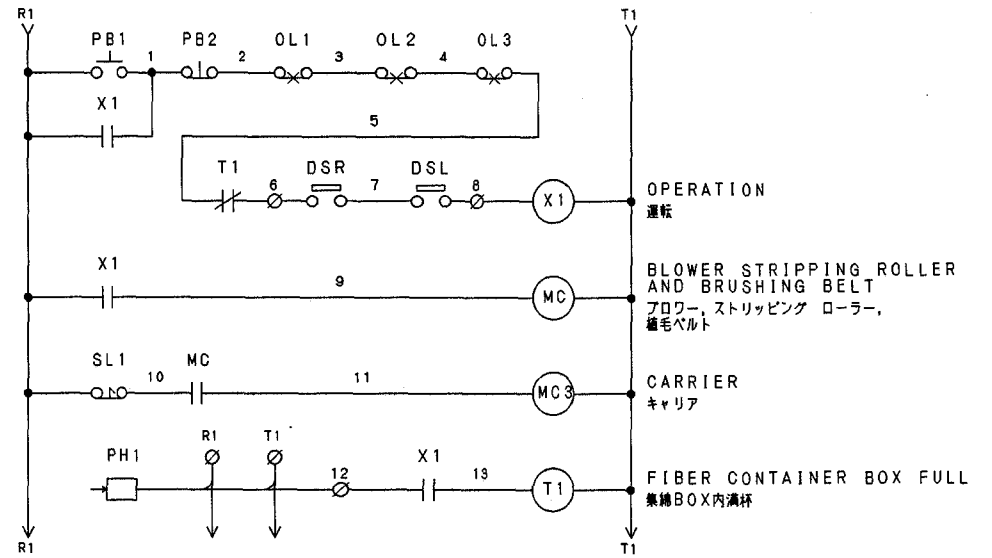 R1 T1
PB1 1 PB2 2 OL1 3 OL2 4 OL3
X1
5
T1 6 DSR 7 DSL 8 X1 OPERATION
運転
X1 9 MC BLOWER STRIPPING ROLLER
AND BRUSHING BELT
ブロワー, ストリッピング ローラー,
植毛ベルト
SL1 10 MC 11 MC3 CARRIER
キャリア
PH1 R1 T1 12 X1 13 T1 FIBER CONTAINER BOX FULL
集綿BOX内満杯
R1 T1